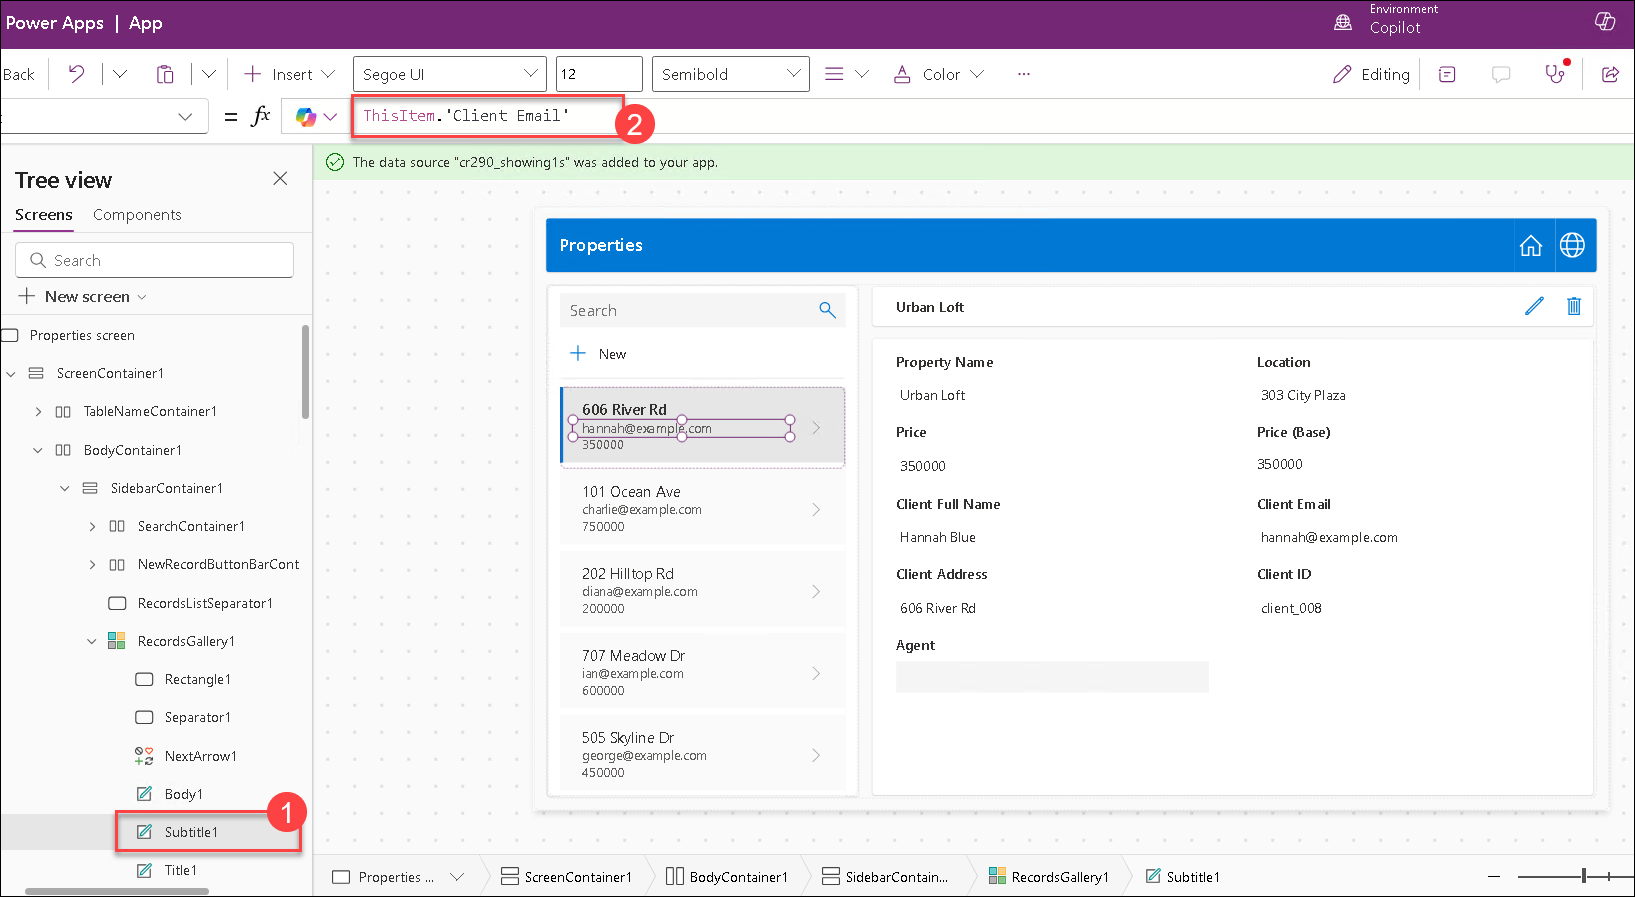 Power Apps | App
Environment
Copilot
Back
Insert
Segoe UI
12
Semibold
Color
...
Editing
= fx
ThisItem.'Client Email'
2
The data source "cr290_showing1s" was added to your app.
Tree view
Screens
Components
Search
New screen
Properties screen
ScreenContainer1
TableNameContainer1
BodyContainer1
SidebarContainer1
SearchContainer1
NewRecordButtonBarCont
RecordsListSeparator1
RecordsGallery1
Rectangle1
Separator1
NextArrow1
Body1
1
Subtitle1
Title1
Properties
Search
New
606 River Rd
hannah@example.com
350000
101 Ocean Ave
charlie@example.com
750000
202 Hilltop Rd
diana@example.com
200000
707 Meadow Dr
ian@example.com
600000
505 Skyline Dr
george@example.com
450000
Urban Loft
Property Name
Location
Urban Loft
303 City Plaza
Price
Price (Base)
350000
350000
Client Full Name
Client Email
Hannah Blue
hannah@example.com
Client Address
Client ID
606 River Rd
client_008
Agent
Properties ...
ScreenContainer1
BodyContainer1
SidebarContain...
RecordsGallery1
Subtitle1